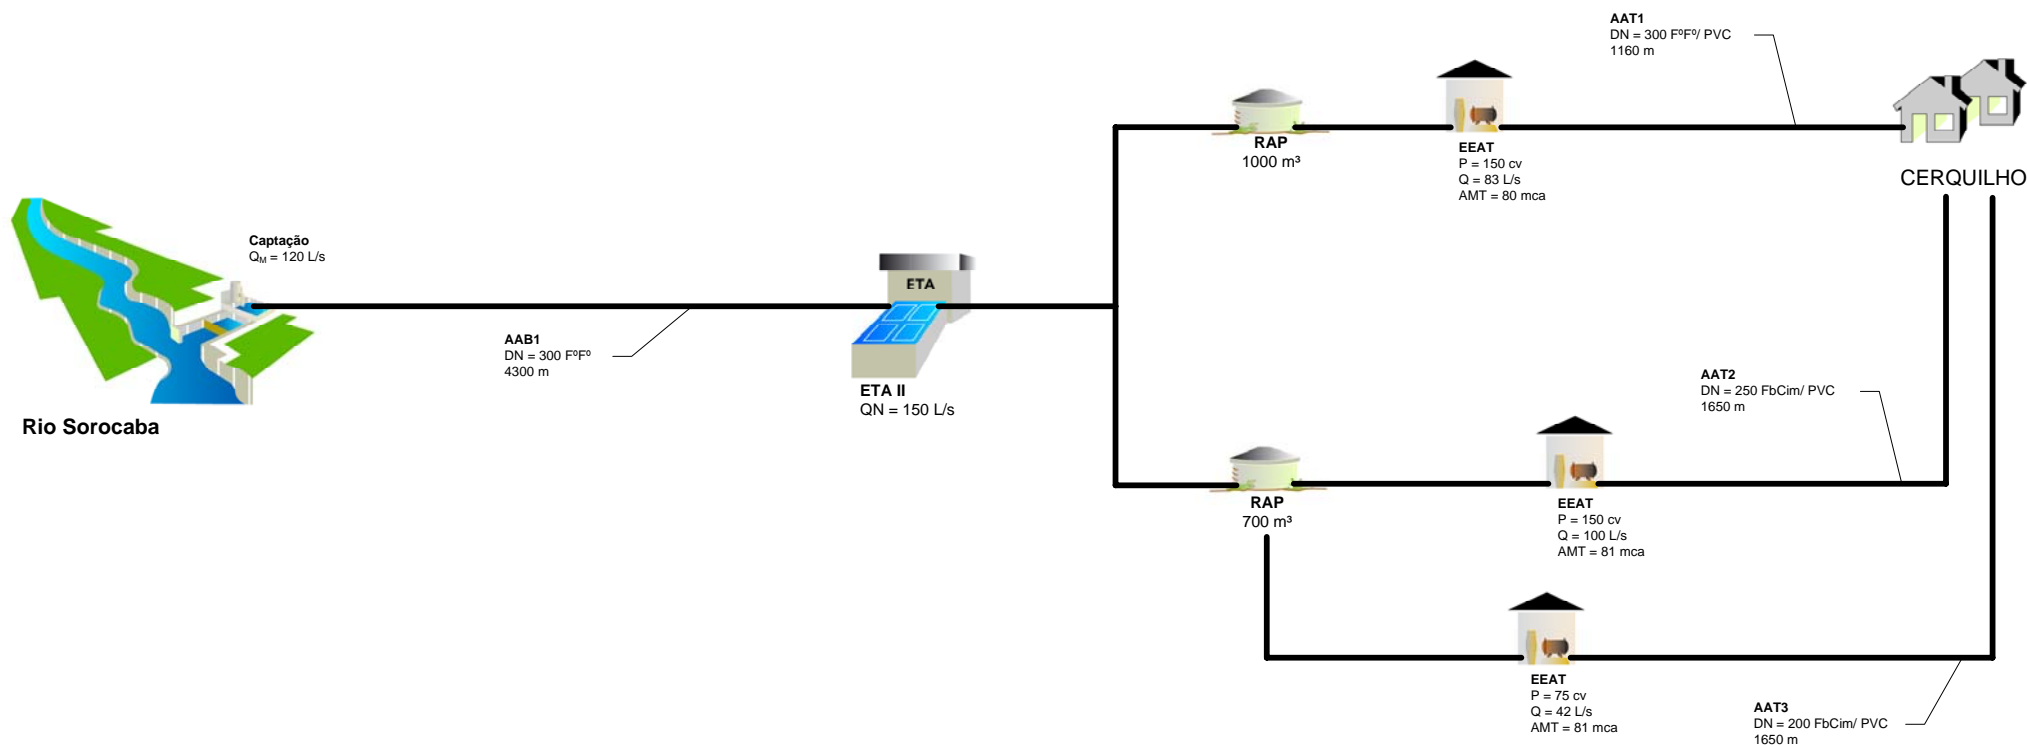 AAT1
DN = 300 FºFº/ PVC
1160 m
RAP
1000 m³
EEAT
P = 150 cv
Q = 83 L/s
AMT = 80 mca
CERQUILHO
Captação
Qᴍ = 120 L/s
ETA
AAB1
DN = 300 FºFº
4300 m
ETA II
QN = 150 L/s
Rio Sorocaba
AAT2
DN = 250 FbCim/ PVC
1650 m
RAP
700 m³
EEAT
P = 150 cv
Q = 100 L/s
AMT = 81 mca
EEAT
P = 75 cv
Q = 42 L/s
AMT = 81 mca
AAT3
DN = 200 FbCim/ PVC
1650 m